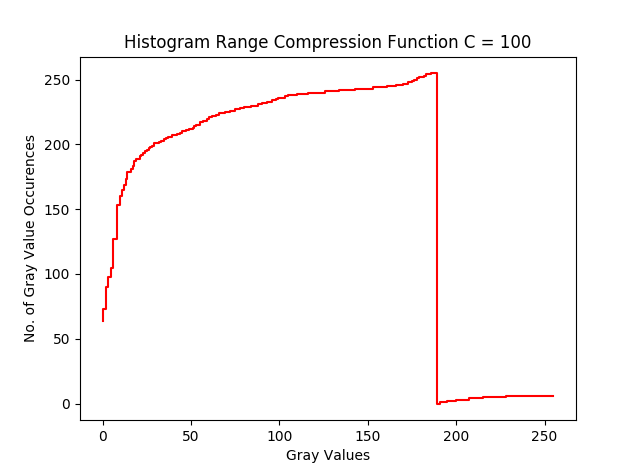 Histogram Range Compression Function C = 100
No. of Gray Value Occurences
250
200
150
100
50
0
0 50 100 150 200 250
Gray Values